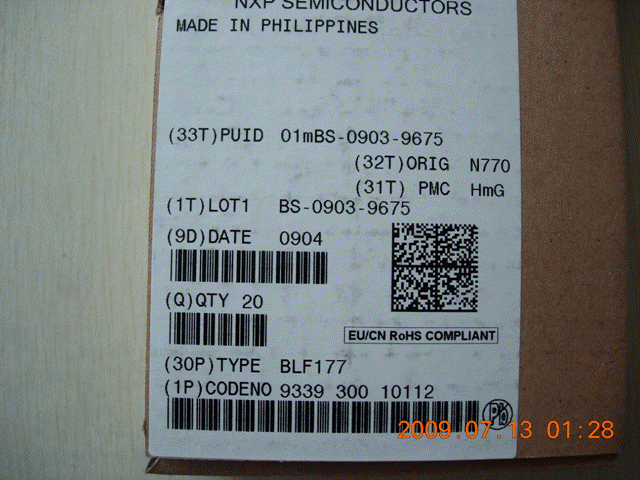 NXP SEMICONDUCTORS
MADE IN PHILIPPINES
(33T)PUID 01mBS-0903-9675
(32T)ORIG N770
(31T) PMC HmG
(1T)LOT1 BS-0903-9675
(9D)DATE 0904
(Q)QTY 20
EU/CN RoHS COMPLIANT
(30P)TYPE BLF177
(1P)CODENO 9339 300 10112
Pb
2009.07.13 01:28